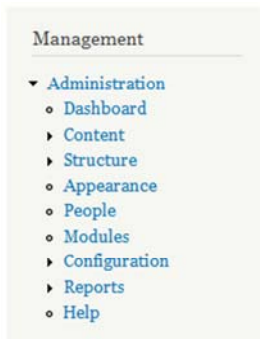 Management
Administration
Dashboard
Content
Structure
Appearance
People
Modules
Configuration
Reports
Help